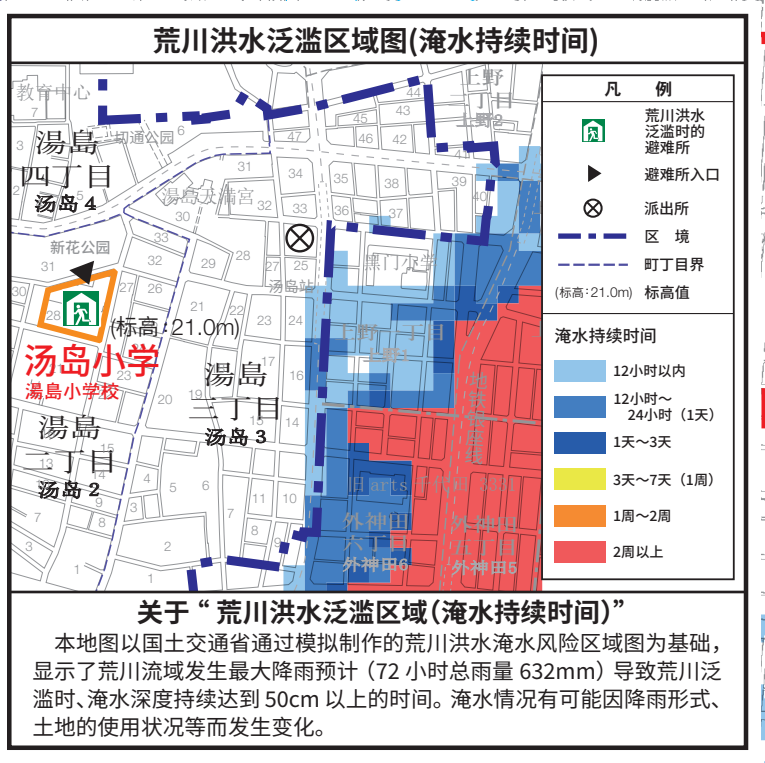 荒川洪水泛滥区域图(淹水持续时间)
教育中心
湯島
四丁目
汤岛 4
切通公园
湯島天満宮
新花公园
上野
二丁目
上野2
黑门小学
汤岛站
(标高:21.0m)
汤岛小学
湯島小学校
湯島
三丁目
汤岛 3
湯島
二丁目
汤岛 2
上野一丁目
上野1
地铁银座线
旧 arts 千代田 3331
外神田
六丁目
外神田6
外神田
五丁目
外神田5
凡 例
荒川洪水
泛滥时的
避难所
避难所入口
派出所
区 境
町丁目界
(标高:21.0m) 标高值
淹水持续时间
12小时以内
12小时～
24小时（1天）
1天～3天
3天～7天（1周）
1周～2周
2周以上
关于“荒川洪水泛滥区域（淹水持续时间）”
本地图以国土交通省通过模拟制作的荒川洪水淹水风险区域图为基础，
显示了荒川流域发生最大降雨预计（72 小时总雨量 632mm）导致荒川泛
滥时、淹水深度持续达到 50cm 以上的时间。淹水情况有可能因降雨形式、
土地的使用状况等而发生变化。